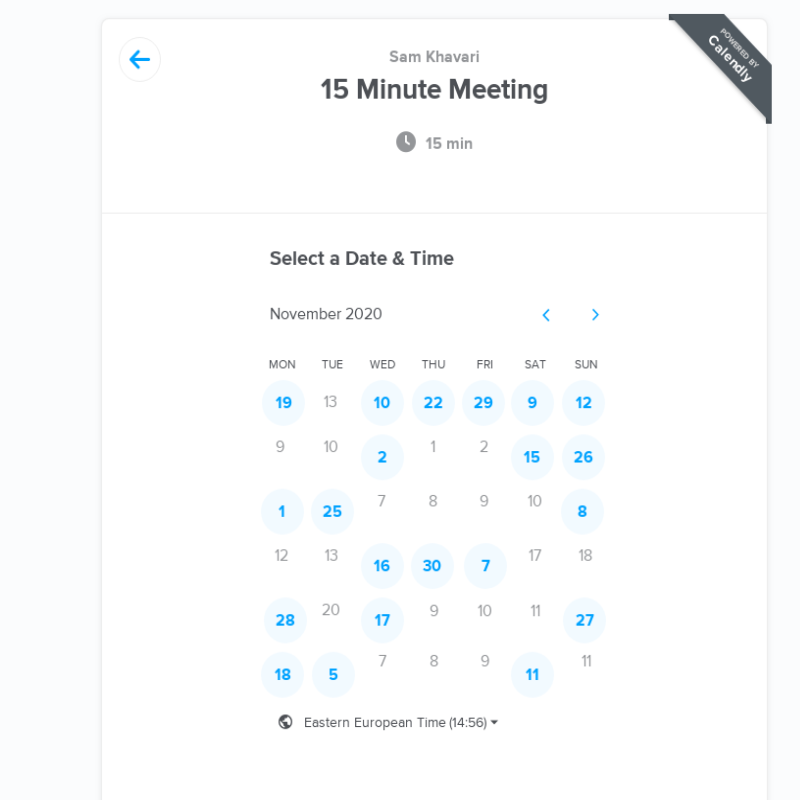 Sam Khavari
POWERED BY
Calendly
15 Minute Meeting
15 min
Select a Date & Time
November 2020
MON TUE WED THU FRI SAT SUN
19 13 10 22 29 9 12
9 10 2 1 2 15 26
1 25 7 8 9 10 8
12 13 16 30 7 17 18
28 20 17 9 10 11 27
18 5 7 8 9 11 11
Eastern European Time (14:56)